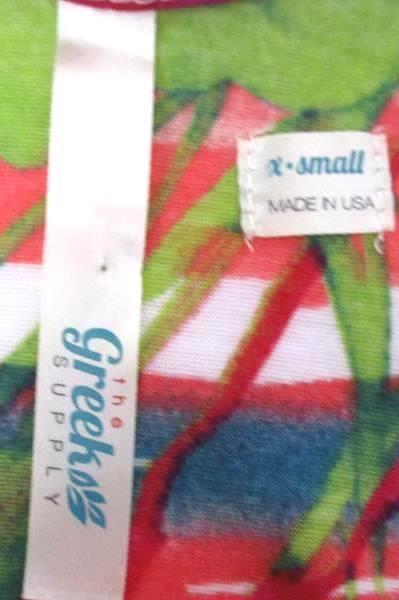 x•small
MADE IN USA
the
Greek
SUPPLY